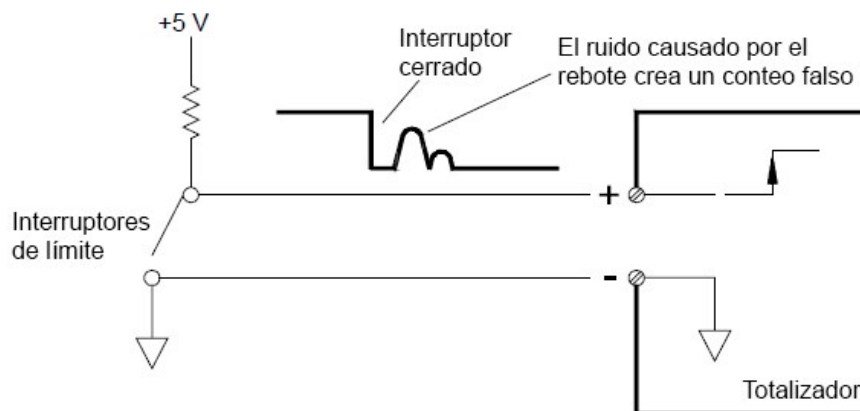 +5 V
Interruptor
cerrado
El ruido causado por el
rebote crea un conteo falso
Interruptores
de límite
+
-
Totalizador